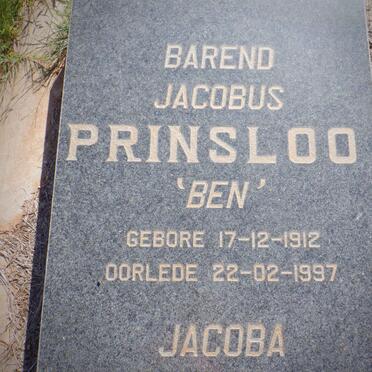 BAREND
JACOBUS
PRINSLOO
'BEN'
GEBORE 17-12-1912
OORLEDE 22-02-1997
JACOBA